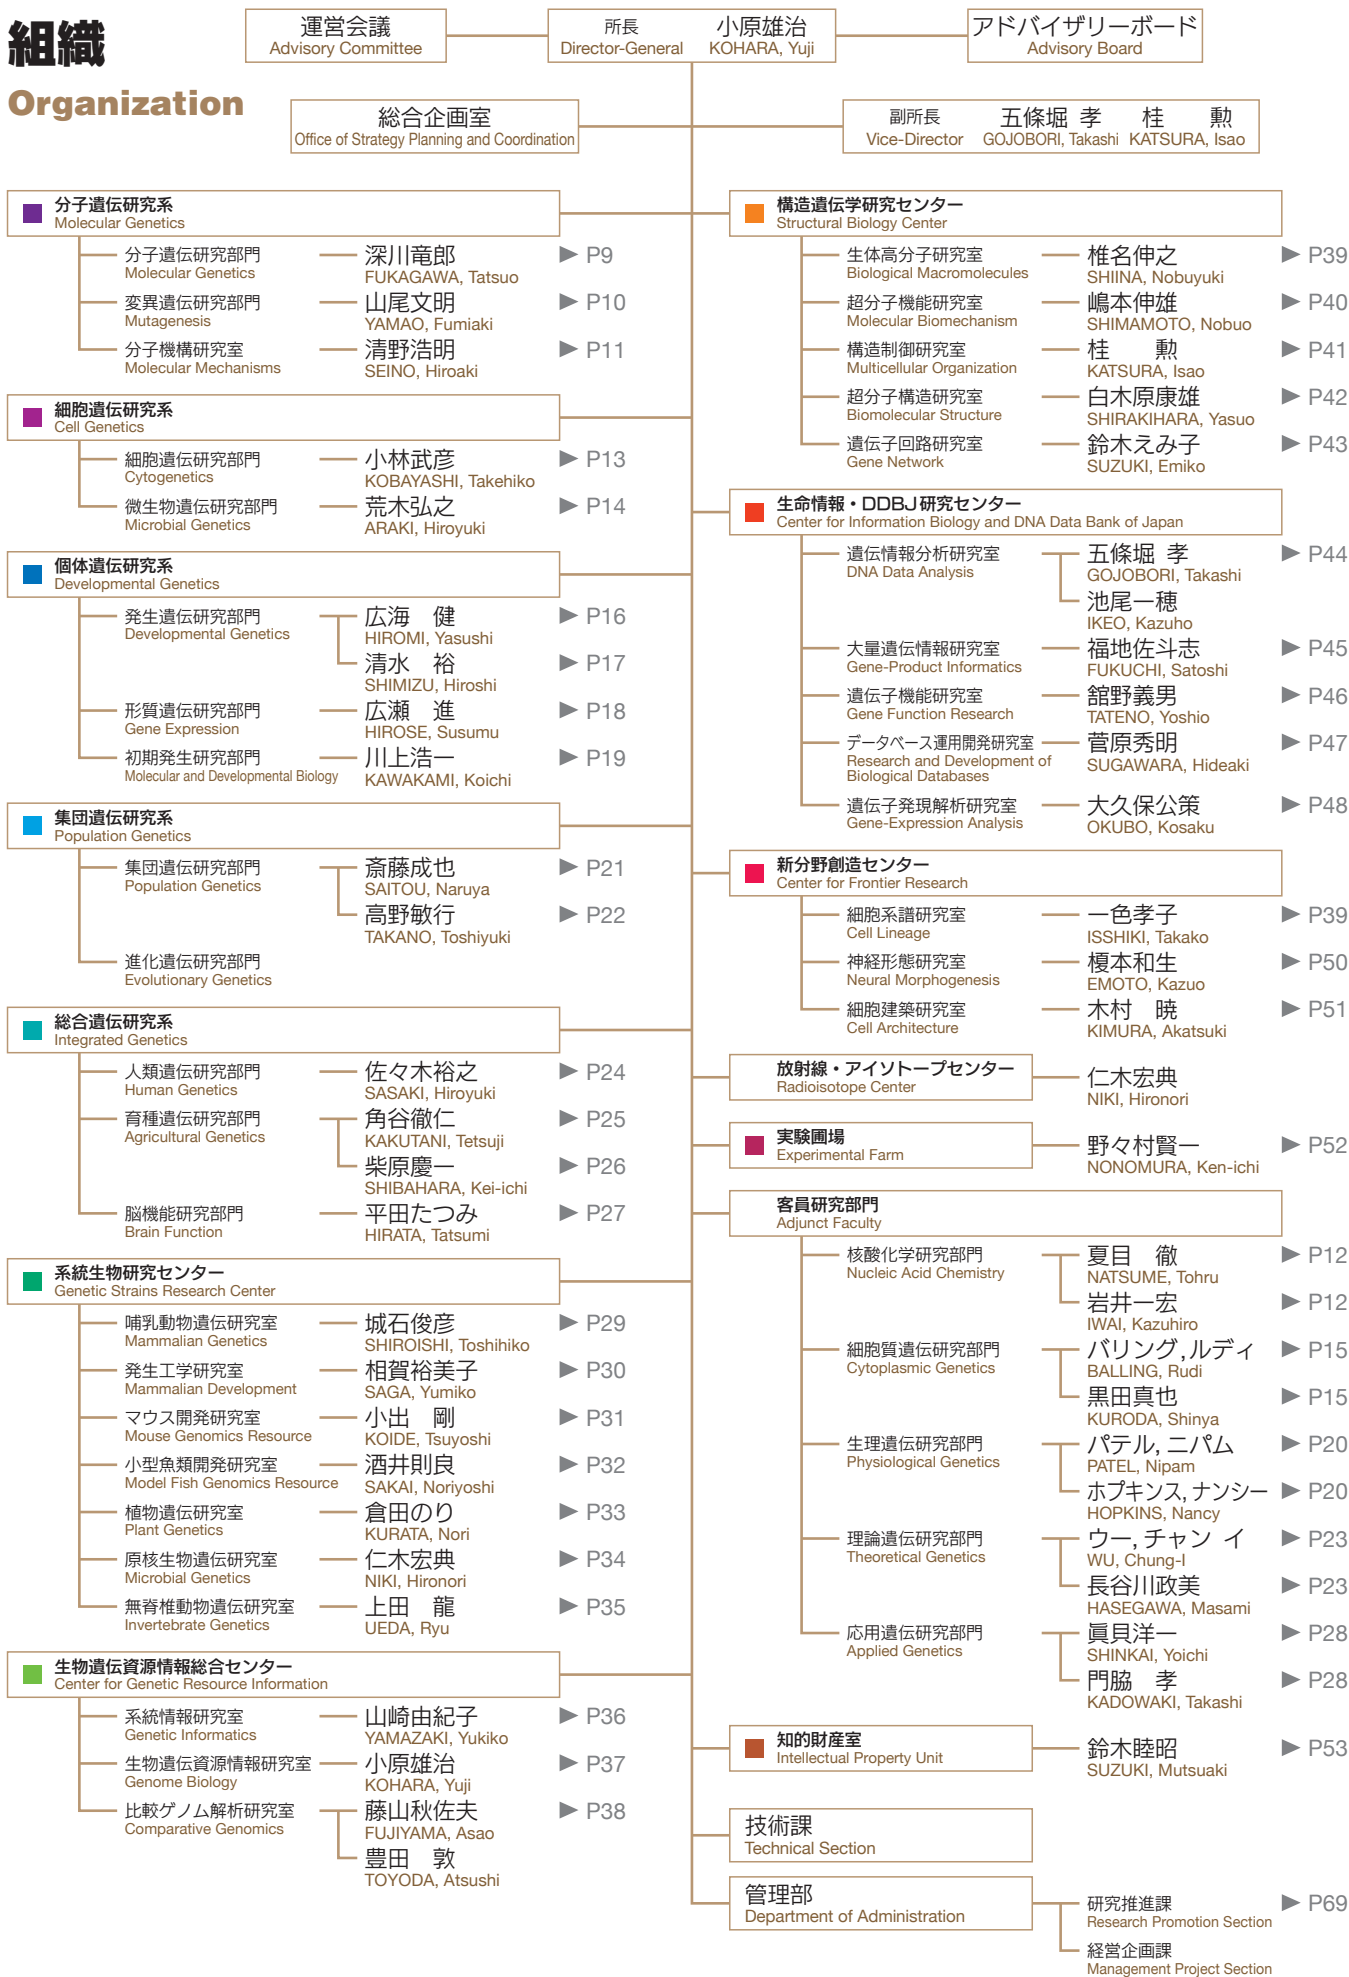 組織
Organization
運営会議
Advisory Committee
所長 小原雄治
Director-General KOHARA, Yuji
アドバイザリーボード
Advisory Board
総合企画室
Office of Strategy Planning and Coordination
副所長 五條堀 孝 桂 勲
Vice-Director GOJOBORI, Takashi KATSURA, Isao
分子遺伝研究系
Molecular Genetics
分子遺伝研究部門 深川竜郎 ▶ P9
Molecular Genetics FUKAGAWA, Tatsuo
変異遺伝研究部門 山尾文明 ▶ P10
Mutagenesis YAMAO, Fumiaki
分子機構研究室 清野浩明 ▶ P11
Molecular Mechanisms SEINO, Hiroaki
細胞遺伝研究系
Cell Genetics
細胞遺伝研究部門 小林武彦 ▶ P13
Cytogenetics KOBAYASHI, Takehiko
微生物遺伝研究部門 荒木弘之 ▶ P14
Microbial Genetics ARAKI, Hiroyuki
個体遺伝研究系
Developmental Genetics
発生遺伝研究部門 広海 健 ▶ P16
Developmental Genetics HIROMI, Yasushi
清水 裕 ▶ P17
SHIMIZU, Hiroshi
形質遺伝研究部門 広瀬 進 ▶ P18
Gene Expression HIROSE, Susumu
初期発生研究部門 川上浩一 ▶ P19
Molecular and Developmental Biology KAWAKAMI, Koichi
集団遺伝研究系
Population Genetics
集団遺伝研究部門 斎藤成也 ▶ P21
Population Genetics SAITOU, Naruya
高野敏行 ▶ P22
TAKANO, Toshiyuki
進化遺伝研究部門
Evolutionary Genetics
総合遺伝研究系
Integrated Genetics
人類遺伝研究部門 佐々木裕之 ▶ P24
Human Genetics SASAKI, Hiroyuki
育種遺伝研究部門 角谷徹仁 ▶ P25
Agricultural Genetics KAKUTANI, Tetsuji
柴原慶一 ▶ P26
SHIBAHARA, Kei-ichi
脳機能研究部門 平田たつみ ▶ P27
Brain Function HIRATA, Tatsumi
系統生物研究センター
Genetic Strains Research Center
哺乳動物遺伝研究室 城石俊彦 ▶ P29
Mammalian Genetics SHIROISHI, Toshihiko
発生工学研究室 相賀裕美子 ▶ P30
Mammalian Development SAGA, Yumiko
マウス開発研究室 小出 剛 ▶ P31
Mouse Genomics Resource KOIDE, Tsuyoshi
小型魚類開発研究室 酒井則良 ▶ P32
Model Fish Genomics Resource SAKAI, Noriyoshi
植物遺伝研究室 倉田のり ▶ P33
Plant Genetics KURATA, Nori
原核生物遺伝研究室 仁木宏典 ▶ P34
Microbial Genetics NIKI, Hironori
無脊椎動物遺伝研究室 上田 龍 ▶ P35
Invertebrate Genetics UEDA, Ryu
生物遺伝資源情報総合センター
Center for Genetic Resource Information
系統情報研究室 山崎由紀子 ▶ P36
Genetic Informatics YAMAZAKI, Yukiko
生物遺伝資源情報研究室 小原雄治 ▶ P37
Genome Biology KOHARA, Yuji
比較ゲノム解析研究室 藤山秋佐夫 ▶ P38
Comparative Genomics FUJIYAMA, Asao
豊田 敦
TOYODA, Atsushi
構造遺伝学研究センター
Structural Biology Center
生体高分子研究室 椎名伸之 ▶ P39
Biological Macromolecules SHIINA, Nobuyuki
超分子機能研究室 嶋本伸雄 ▶ P40
Molecular Biomechanism SHIMAMOTO, Nobuo
構造制御研究室 桂 勲 ▶ P41
Multicellular Organization KATSURA, Isao
超分子構造研究室 白木原康雄 ▶ P42
Biomolecular Structure SHIRAKIHARA, Yasuo
遺伝子回路研究室 鈴木えみ子 ▶ P43
Gene Network SUZUKI, Emiko
生命情報・DDBJ研究センター
Center for Information Biology and DNA Data Bank of Japan
遺伝情報分析研究室 五條堀 孝 ▶ P44
DNA Data Analysis GOJOBORI, Takashi
池尾一穂
IKEO, Kazuho
大量遺伝情報研究室 福地佐斗志 ▶ P45
Gene-Product Informatics FUKUCHI, Satoshi
遺伝子機能研究室 舘野義男 ▶ P46
Gene Function Research TATENO, Yoshio
データベース運用開発研究室 菅原秀明 ▶ P47
Research and Development of
Biological Databases SUGAWARA, Hideaki
遺伝子発現解析研究室 大久保公策 ▶ P48
Gene-Expression Analysis OKUBO, Kosaku
新分野創造センター
Center for Frontier Research
細胞系譜研究室 一色孝子 ▶ P39
Cell Lineage ISSHIKI, Takako
神経形態研究室 榎本和生 ▶ P50
Neural Morphogenesis EMOTO, Kazuo
細胞建築研究室 木村 暁 ▶ P51
Cell Architecture KIMURA, Akatsuki
放射線・アイソトープセンター 仁木宏典
Radioisotope Center NIKI, Hironori
実験圃場 野々村賢一 ▶ P52
Experimental Farm NONOMURA, Ken-ichi
客員研究部門
Adjunct Faculty
核酸化学研究部門 夏目 徹 ▶ P12
Nucleic Acid Chemistry NATSUME, Tohru
岩井一宏 ▶ P12
IWAI, Kazuhiro
細胞質遺伝研究部門 バリング,ルディ ▶ P15
Cytoplasmic Genetics BALLING, Rudi
黒田真也 ▶ P15
KURODA, Shinya
生理遺伝研究部門 パテル,ニパム ▶ P20
Physiological Genetics PATEL, Nipam
ホプキンス,ナンシー ▶ P20
HOPKINS, Nancy
理論遺伝研究部門 ウー,チャン イ ▶ P23
Theoretical Genetics WU, Chung-I
長谷川政美 ▶ P23
HASEGAWA, Masami
応用遺伝研究部門 眞貝洋一 ▶ P28
Applied Genetics SHINKAI, Yoichi
門脇 孝 ▶ P28
KADOWAKI, Takashi
知的財産室 鈴木睦昭 ▶ P53
Intellectual Property Unit SUZUKI, Mutsuaki
技術課
Technical Section
管理部
Department of Administration
研究推進課 ▶ P69
Research Promotion Section
経営企画課
Management Project Section